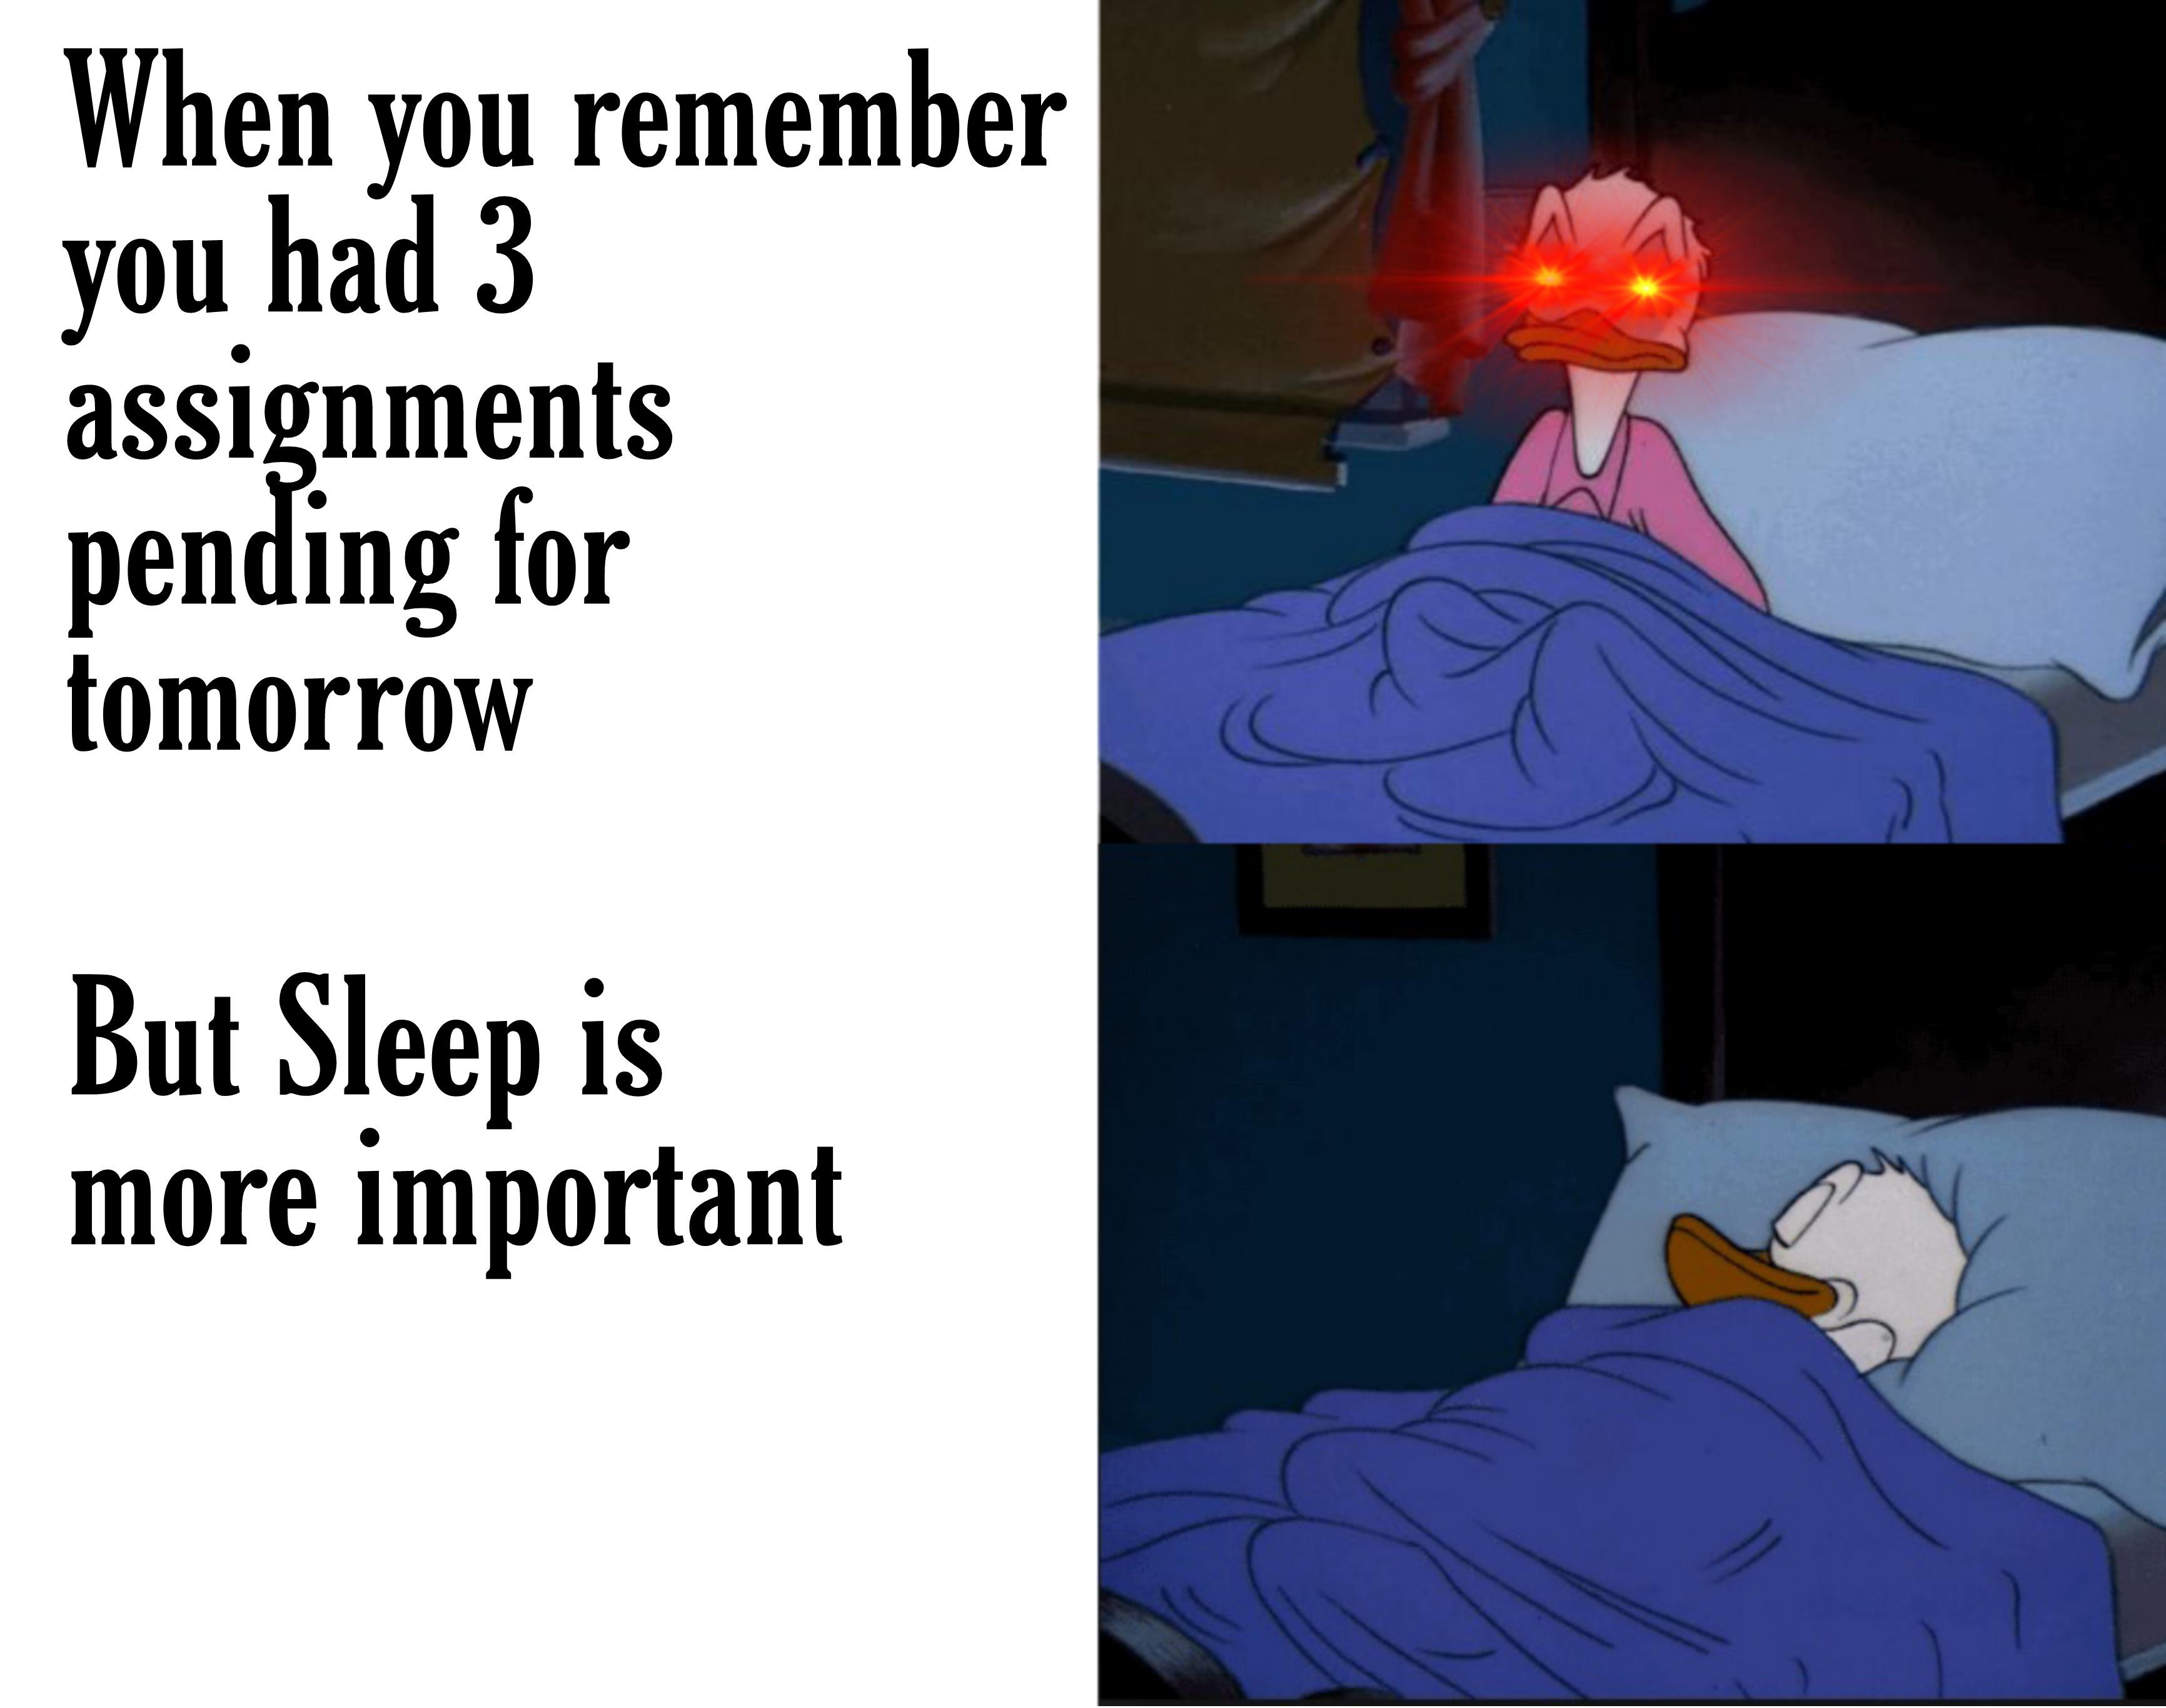 When you remember
you had 3
assignments
pending for
tomorrow
But Sleep is
more important